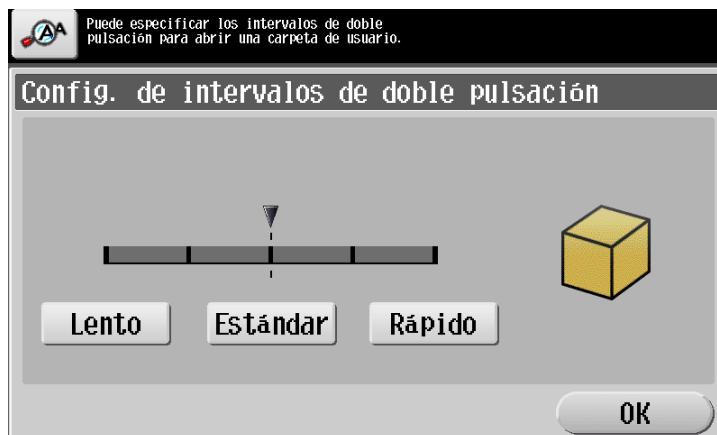 Puede especificar los intervalos de doble
pulsación para abrir una carpeta de usuario.
Config. de intervalos de doble pulsación
Lento Estándar Rápido
OK